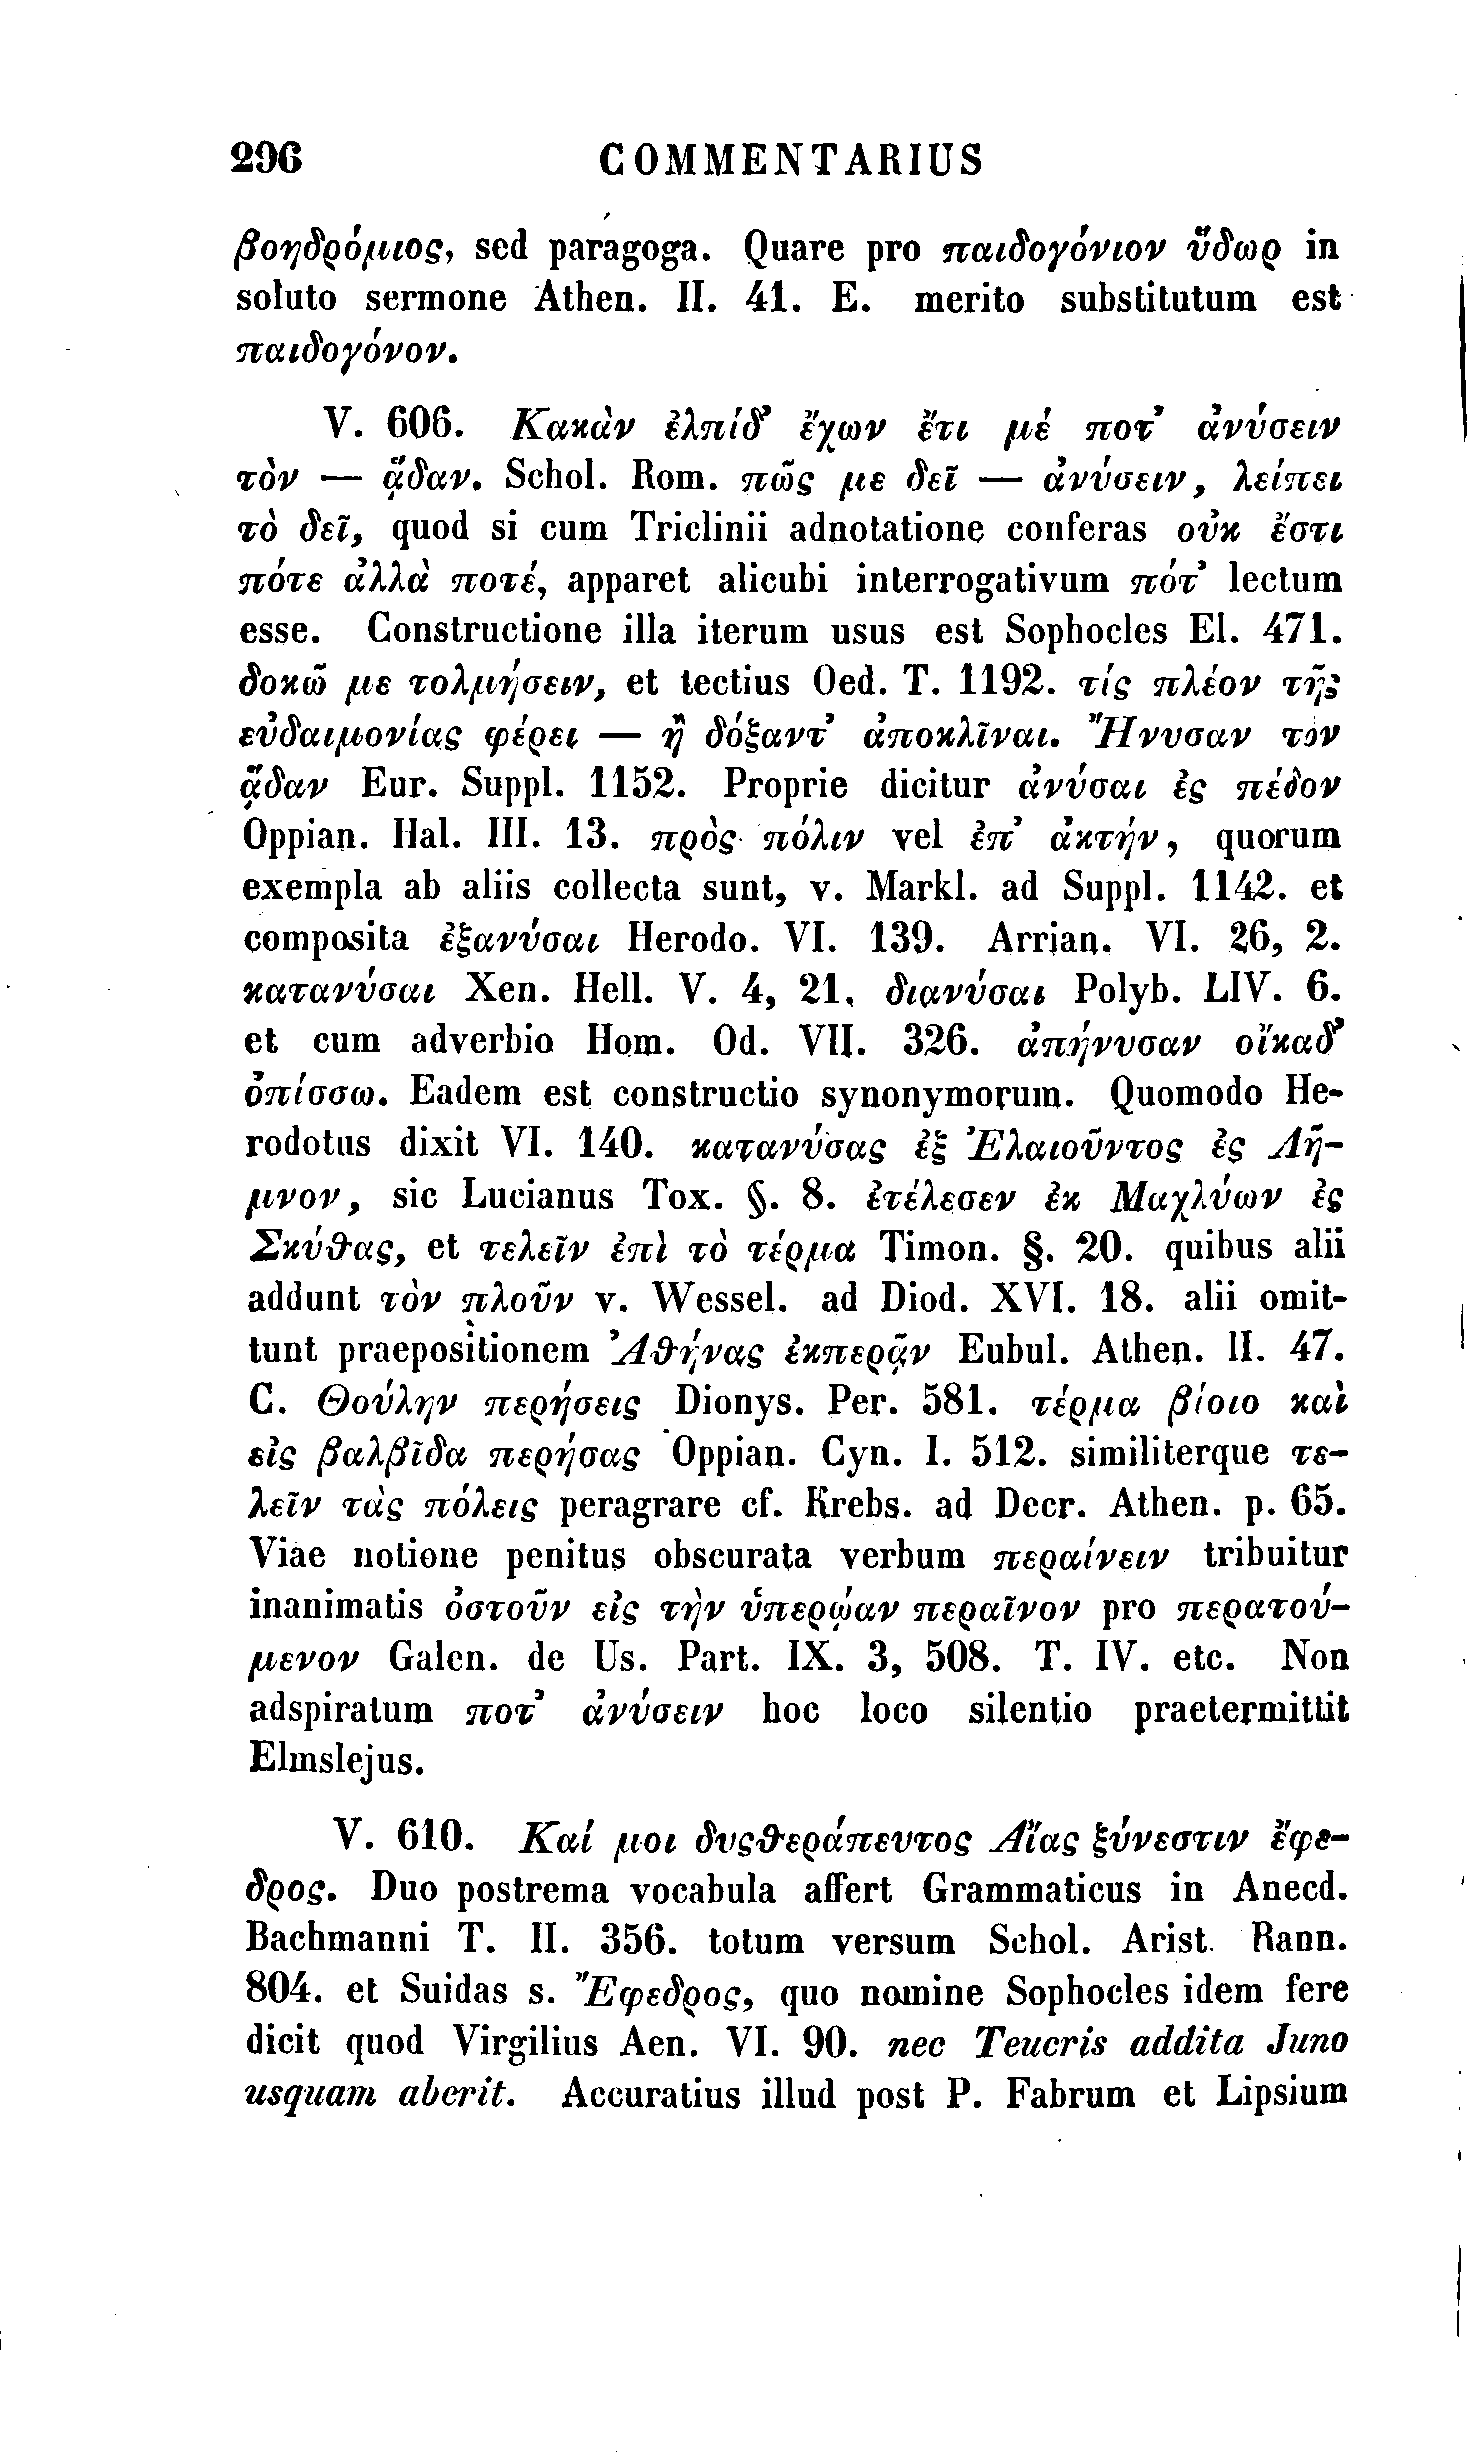 296 COMMENTARIUS
βοηδρόμιος, sed paragoga. Quare pro παιδογόνιον ὕδωρ in
soluto sermone Athen. II. 41. E. merito substitutum est
παιδογόνον.
V. 606. Κακὰν ἐλπίδ’ ἔχων ἔτι μέ ποτ’ ἀνύσειν
τὸν — ᾅδαν. Schol. Rom. πῶς με δεῖ — ἀνύσειν, λείπει
τὸ δεῖ, quod si cum Triclinii adnotatione conferas οὐκ ἔστι
πότε ἀλλὰ ποτέ, apparet alicubi interrogativum πότ’ lectum
esse. Constructione illa iterum usus est Sophocles El. 471.
δοκῶ με τολμήσειν, et tectius Oed. T. 1192. τίς πλέον τῆς
εὐδαιμονίας φέρει — ἢ δόξαντ’ ἀποκλῖναι. Ἤνυσαν τὸν
ᾅδαν Eur. Suppl. 1152. Proprie dicitur ἀνύσαι ἐς πέδον
Oppian. Hal. III. 13. πρὸς πόλιν vel ἐπ’ ἀκτήν, quorum
exempla ab aliis collecta sunt, v. Markl. ad Suppl. 1142. et
composita ἐξανύσαι Herodo. VI. 139. Arrian. VI. 26, 2.
κατανύσαι Xen. Hell. V. 4, 21, διανύσαι Polyb. LIV. 6.
et cum adverbio Hom. Od. VII. 326. ἀπήνυσαν οἴκαδ’
ὀπίσσω. Eadem est constructio synonymorum. Quomodo He-
rodotus dixit VI. 140. κατανύσας ἐξ Ἐλαιοῦντος ἐς Λῆ-
μνον, sic Lucianus Tox. §. 8. ἐτέλεσεν ἐκ Μαχλύων ἐς
Σκύθας, et τελεῖν ἐπὶ τὸ τέρμα Timon. §. 20. quibus alii
addunt τὸν πλοῦν v. Wessel. ad Diod. XVI. 18. alii omit-
tunt praepositionem Ἀθήνας ἐκπερᾷν Eubul. Athen. II. 47.
C. Θούλην περήσεις Dionys. Per. 581. τέρμα βίοιο καὶ
εἰς βαλβῖδα περήσας Oppian. Cyn. I. 512. similiterque τε-
λεῖν τὰς πόλεις peragrare cf. Krebs. ad Decr. Athen. p. 65.
Viae notione penitus obscurata verbum περαίνειν tribuitur
inanimatis ὀστοῦν εἰς τὴν ὑπερῴαν περαῖνον pro περατού-
μενον Galen. de Us. Part. IX. 3, 508. T. IV. etc. Non
adspiratum ποτ’ ἀνύσειν hoc loco silentio praetermittit
Elmslejus.
V. 610. Καί μοι δυςθεράπευτος Αἴας ξύνεστιν ἔφε-
δρος. Duo postrema vocabula affert Grammaticus in Anecd.
Bachmanni T. II. 356. totum versum Schol. Arist. Rann.
804. et Suidas s. Ἔφεδρος, quo nomine Sophocles idem fere
dicit quod Virgilius Aen. VI. 90. nec Teucris addita Juno
usquam aberit. Accuratius illud post P. Fabrum et Lipsium